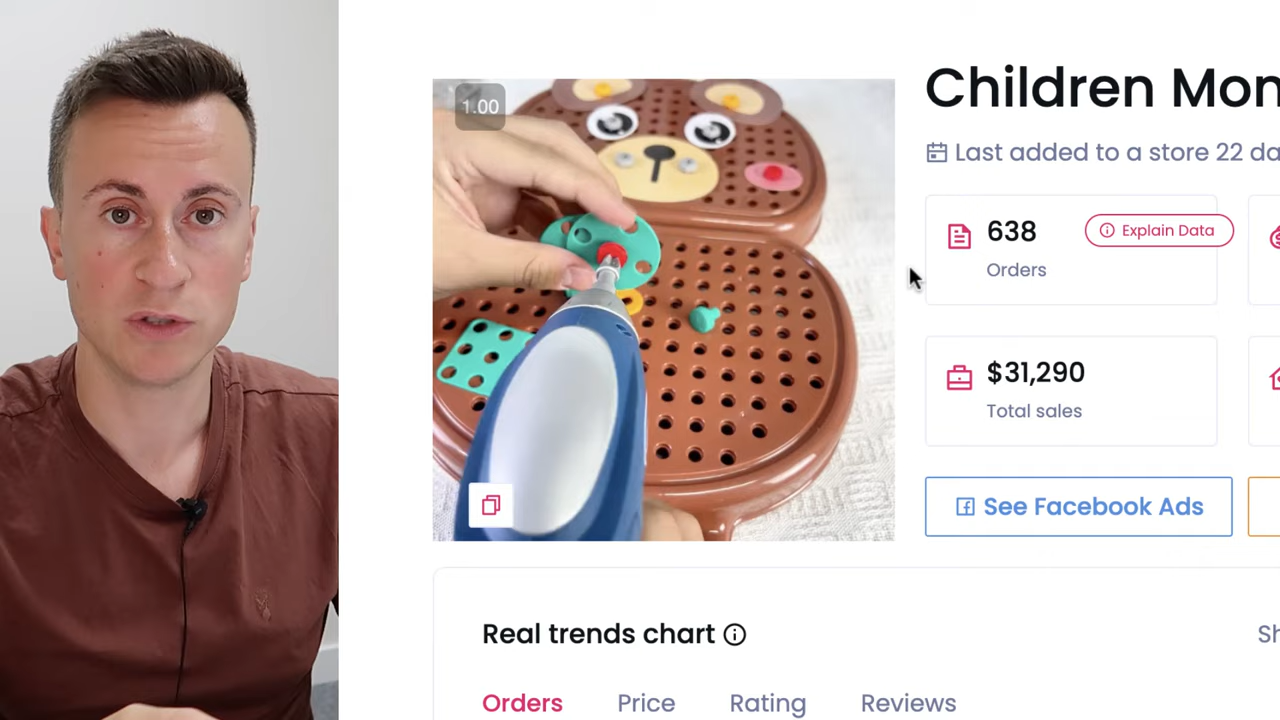 1.00
Children Mon
Last added to a store 22 da
638
Explain Data
Orders
$31,290
Total sales
See Facebook Ads
Real trends chart
Sh
Orders Price Rating Reviews